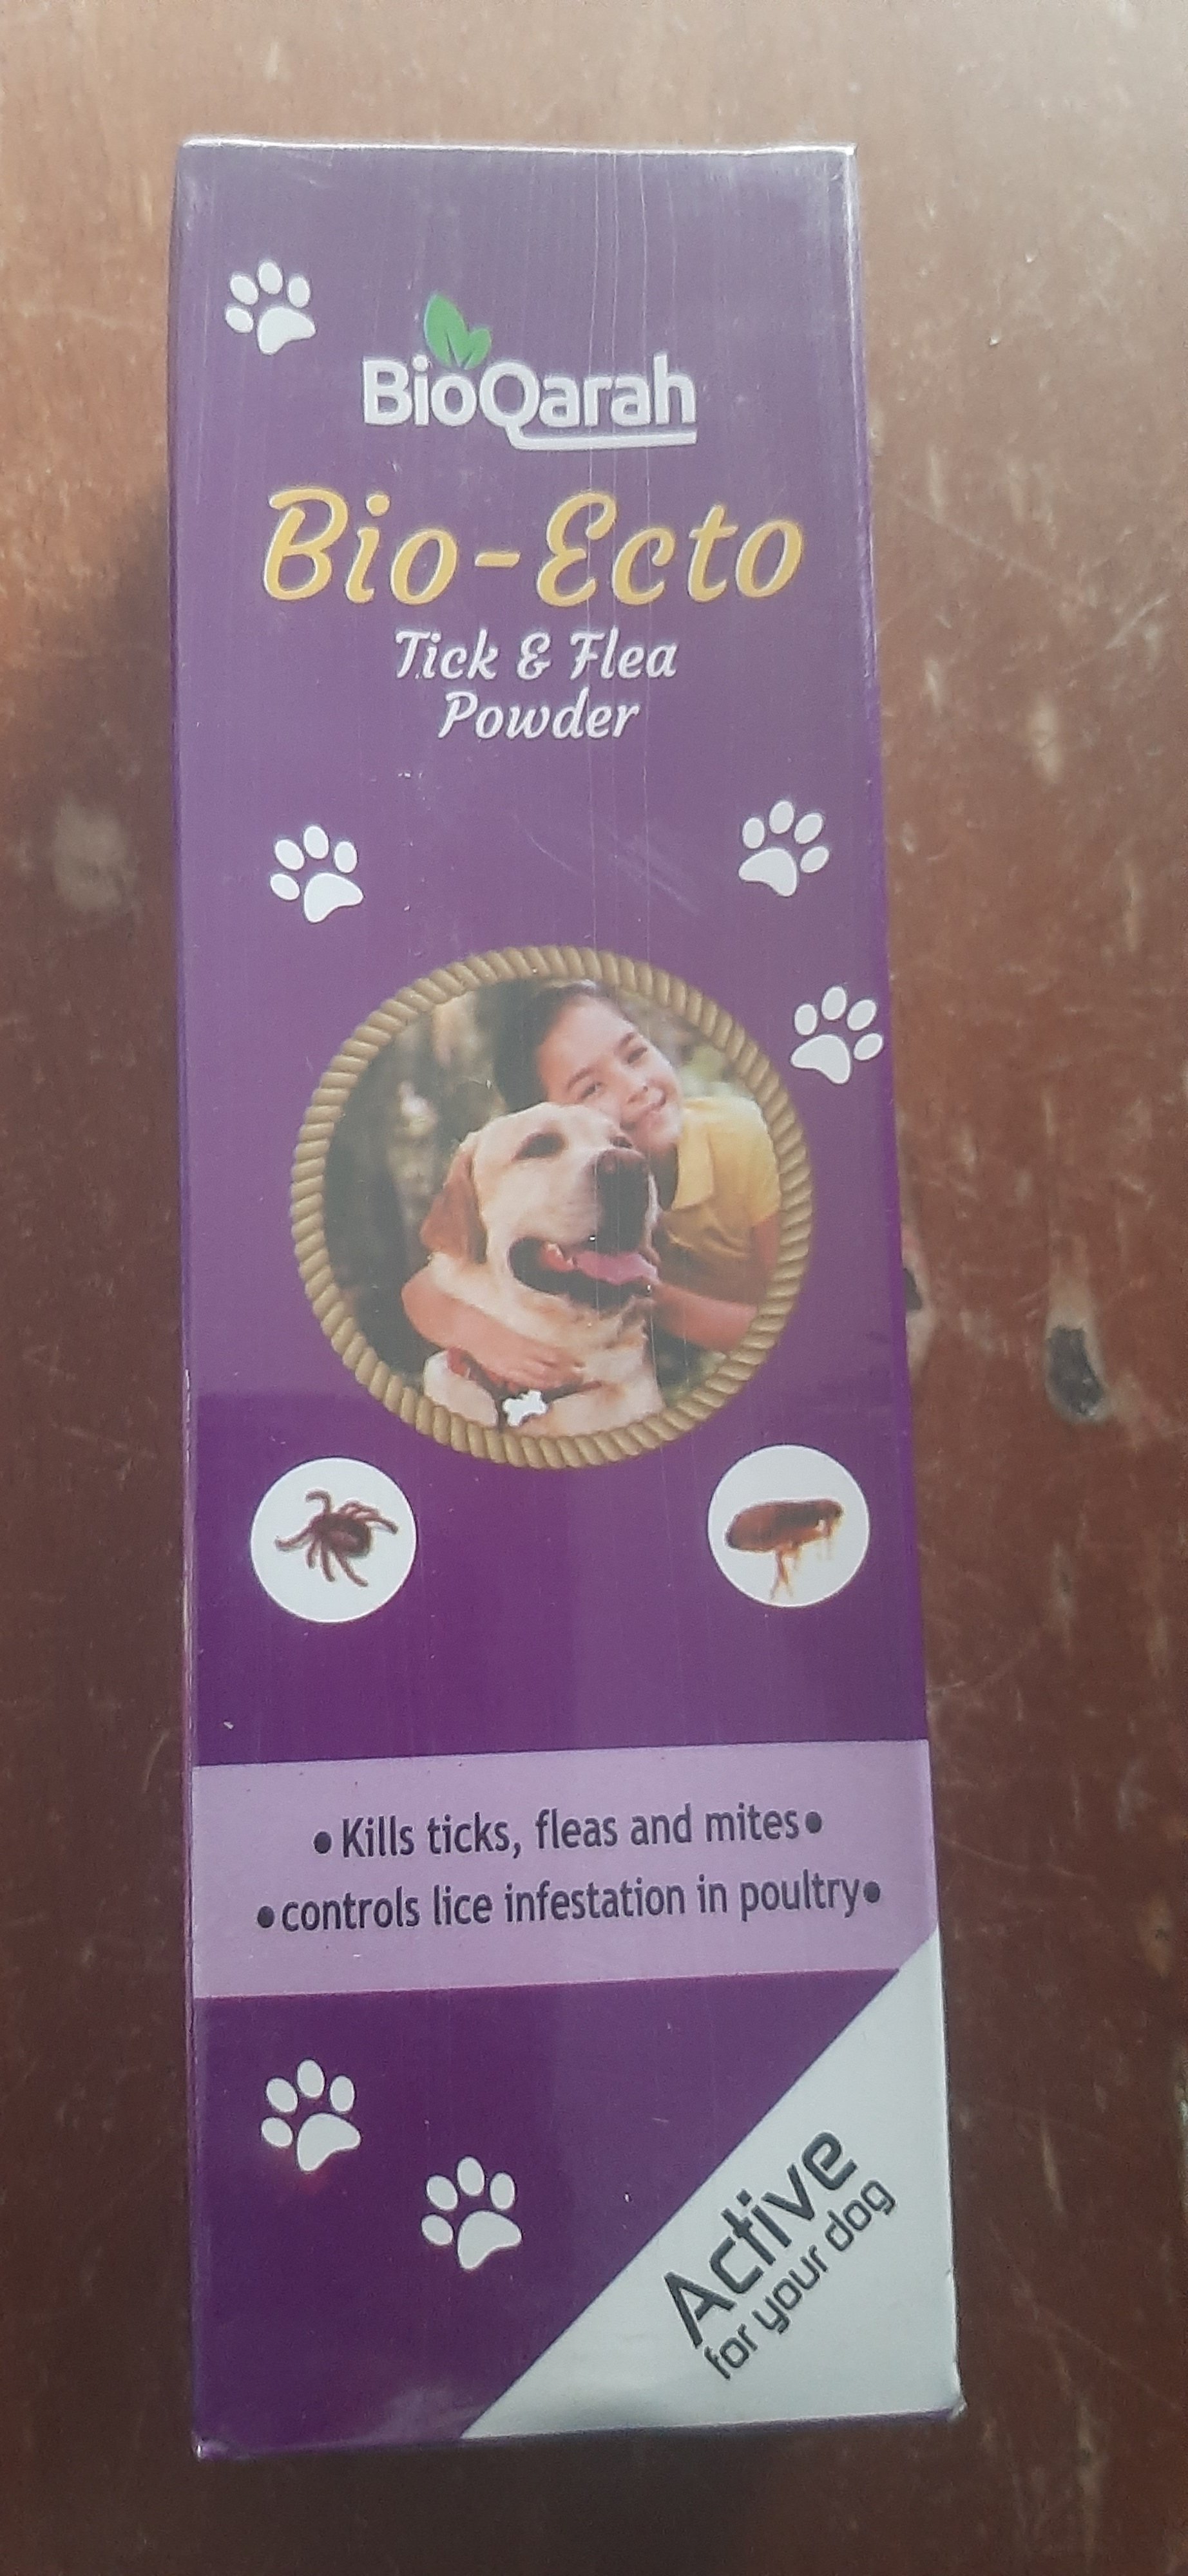 BioQarah
Bio-Ecto
Tick & Flea
Powder
•Kills ticks, fleas and mites•
•controls lice infestation in poultry•
Active
for your dog